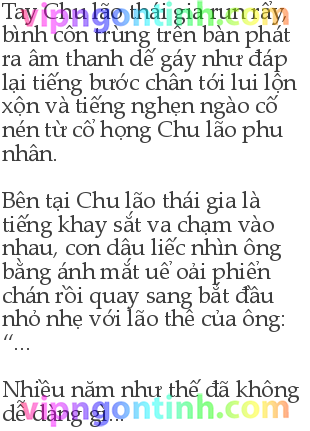 Tay Chu lão thái gia run rẩy,
vipngontinh.com
bình côn trùng trên bàn phát
ra âm thanh dế gáy như đáp
lại tiếng bước chân tới lui lộn
xộn và tiếng nghẹn ngào cố
nén từ cổ họng Chu lão phu
nhân.

Bên tại Chu lão thái gia là
tiếng khay sắt va chạm vào
nhau, con dâu liếc nhìn ông
bằng ánh mắt uể oải phiển
chán rồi quay sang bắt đầu
nhỏ nhẹ với lão thê của ông:
“...

Nhiều năm như thế đã không
dễ dàng gì...
vipngontinh.com